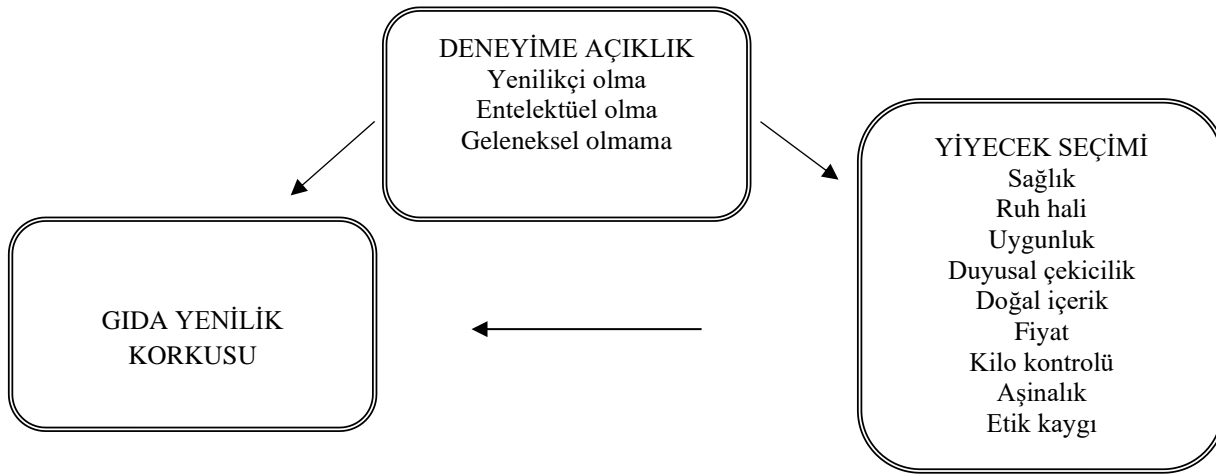 DENEYİME AÇIKLIK
Yenilikçi olma
Entelektüel olma
Geleneksel olmama
YİYECEK SEÇİMİ
Sağlık
Ruh hali
Uygunluk
Duyusal çekicilik
Doğal içerik
Fiyat
Kilo kontrolü
Aşinalık
Etik kaygı
GIDA YENİLİK
KORKUSU